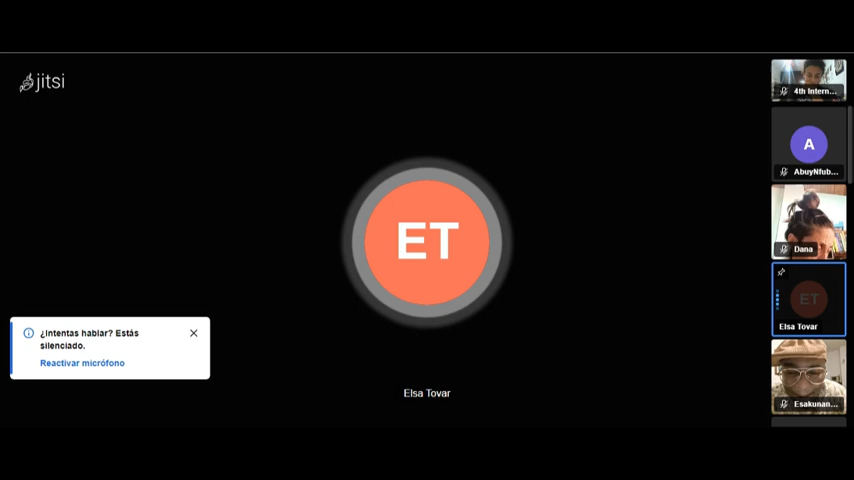 jitsi
4th Intern...
A
AbuyNfub...
Dana
ET
ET
Elsa Tovar
¿Intentas hablar? Estás
silenciado.
Reactivar micrófono
Esakunan...
Elsa Tovar